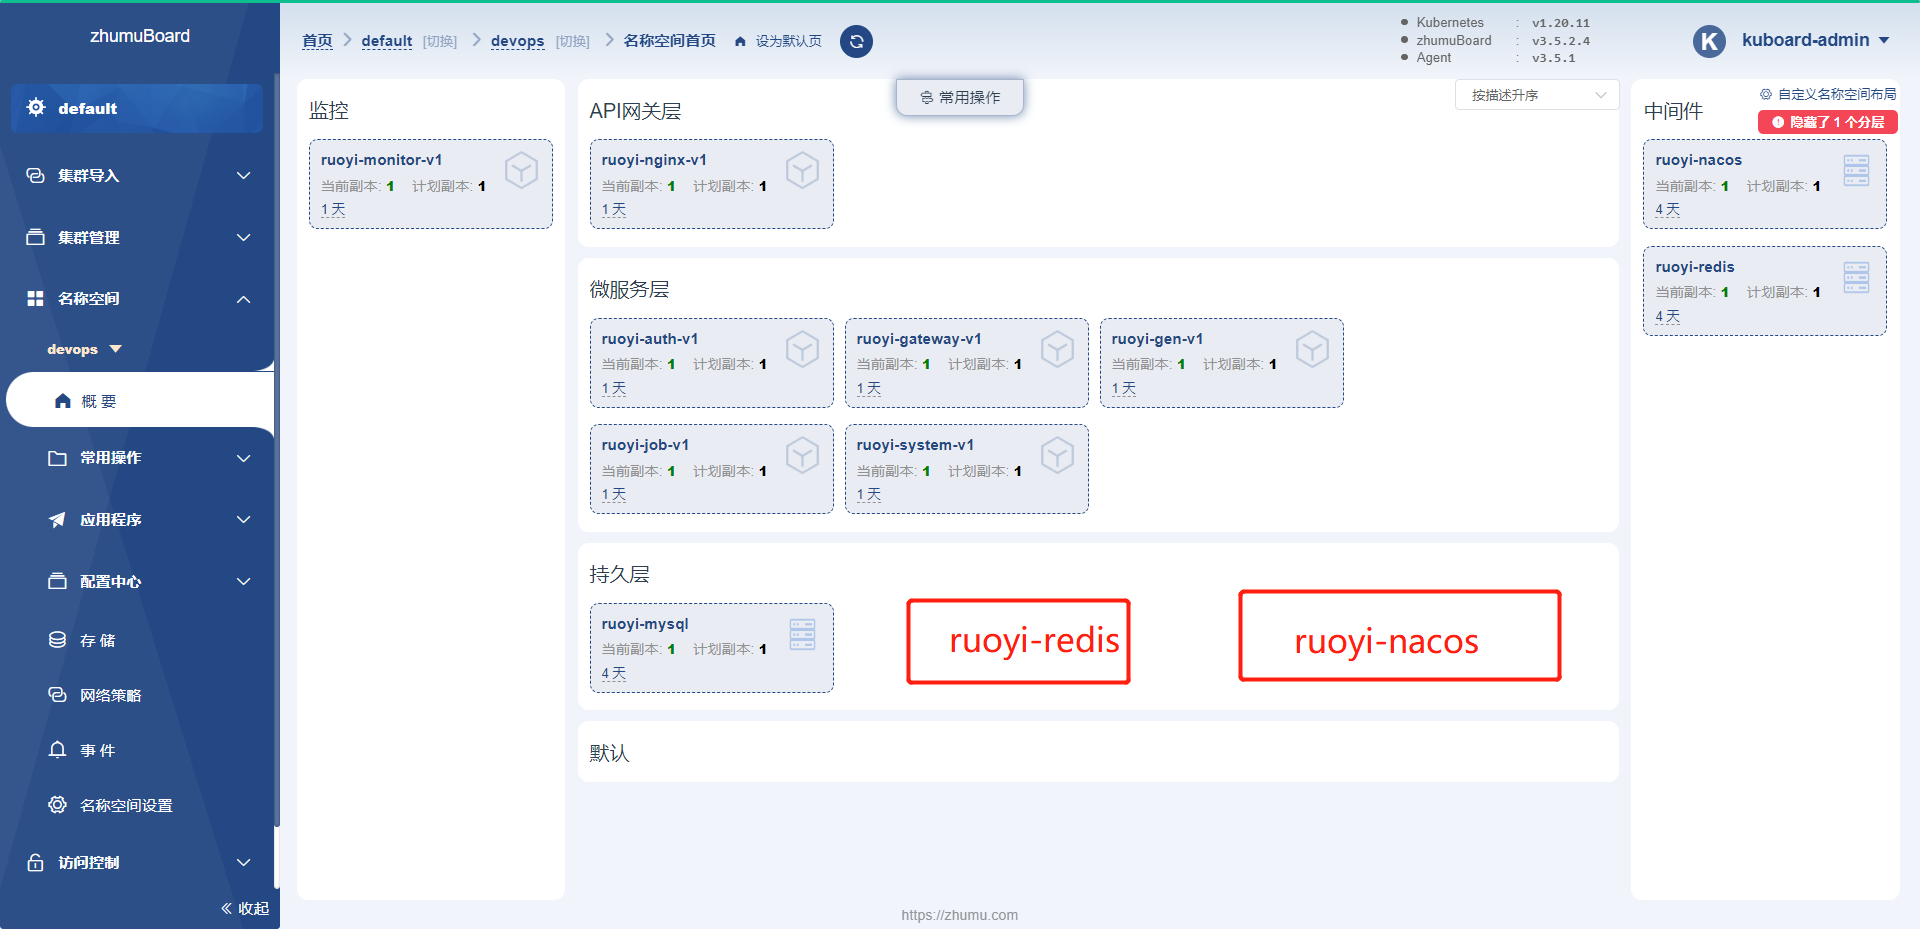 zhumuBoard
default
集群导入
集群管理
名称空间
devops
概 要
常用操作
应用程序
配置中心
存 储
网络策略
事 件
名称空间设置
访问控制
收起
首页 default [切换] devops [切换] 名称空间首页 设为默认页
Kubernetes : v1.20.11
zhumuBoard : v3.5.2.4
Agent : v3.5.1
K kuboard-admin
常用操作
按描述升序
监控
ruoyi-monitor-v1
当前副本: 1 计划副本: 1
1 天
API网关层
ruoyi-nginx-v1
当前副本: 1 计划副本: 1
1 天
微服务层
ruoyi-auth-v1
当前副本: 1 计划副本: 1
1 天
ruoyi-gateway-v1
当前副本: 1 计划副本: 1
1 天
ruoyi-gen-v1
当前副本: 1 计划副本: 1
1 天
ruoyi-job-v1
当前副本: 1 计划副本: 1
1 天
ruoyi-system-v1
当前副本: 1 计划副本: 1
1 天
持久层
ruoyi-mysql
当前副本: 1 计划副本: 1
4 天
ruoyi-redis
ruoyi-nacos
默认
自定义名称空间布局
中间件
隐藏了 1 个分层
ruoyi-nacos
当前副本: 1 计划副本: 1
4 天
ruoyi-redis
当前副本: 1 计划副本: 1
4 天
https://zhumu.com